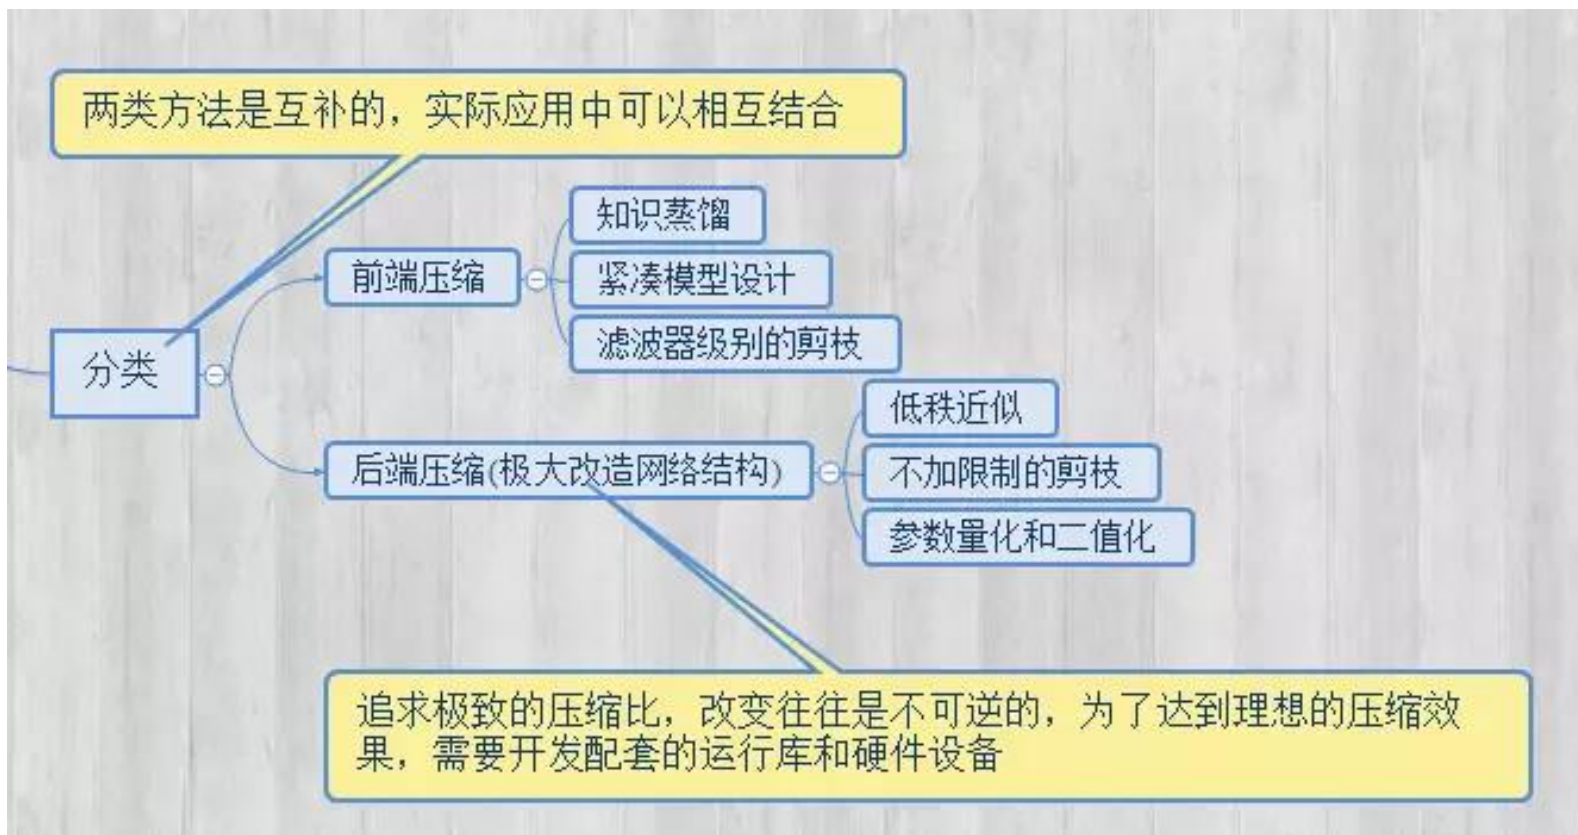 两类方法是互补的，实际应用中可以相互结合
知识蒸馏
前端压缩
紧凑模型设计
滤波器级别的剪枝
分类
低秩近似
后端压缩(极大改造网络结构)
不加限制的剪枝
参数量化和二值化
追求极致的压缩比，改变往往是不可逆的，为了达到理想的压缩效
果，需要开发配套的运行库和硬件设备